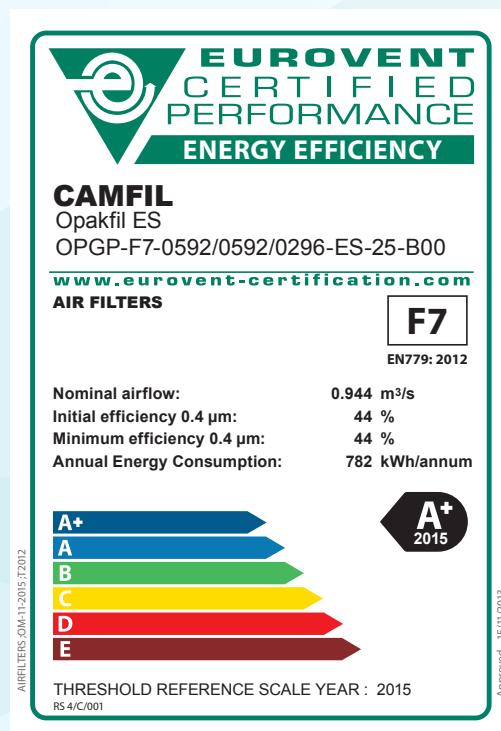 EUROVENT
CERTIFIED
PERFORMANCE
ENERGY EFFICIENCY
CAMFIL
Opakfil ES
OPGP-F7-0592/0592/0296-ES-25-B00
www.eurovent-certification.com
AIR FILTERS
F7
EN779: 2012
Nominal airflow: 0.944 m³/s
Initial efficiency 0.4 µm: 44 %
Minimum efficiency 0.4 µm: 44 %
Annual Energy Consumption: 782 kWh/annum
A+
2015
A+
A
B
C
D
E
THRESHOLD REFERENCE SCALE YEAR : 2015
RS 4/C/001
AIRFILTERS ;OM-11-2015 ;T2012